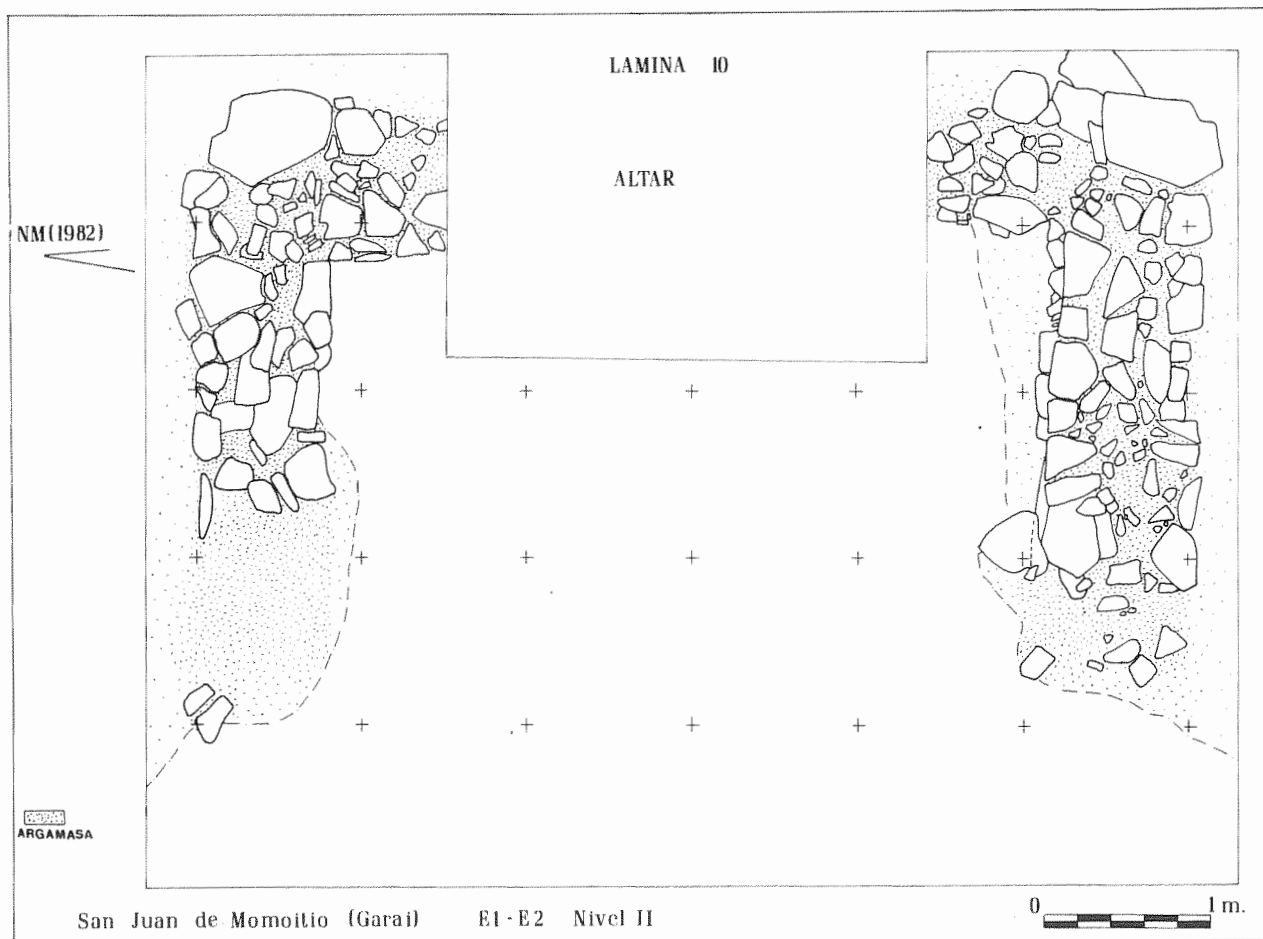 LAMINA 10
ALTAR
NM(1982)
ARGAMASA
San Juan de Momoitio (Garai) E1-E2 Nivel II
0 1 m.